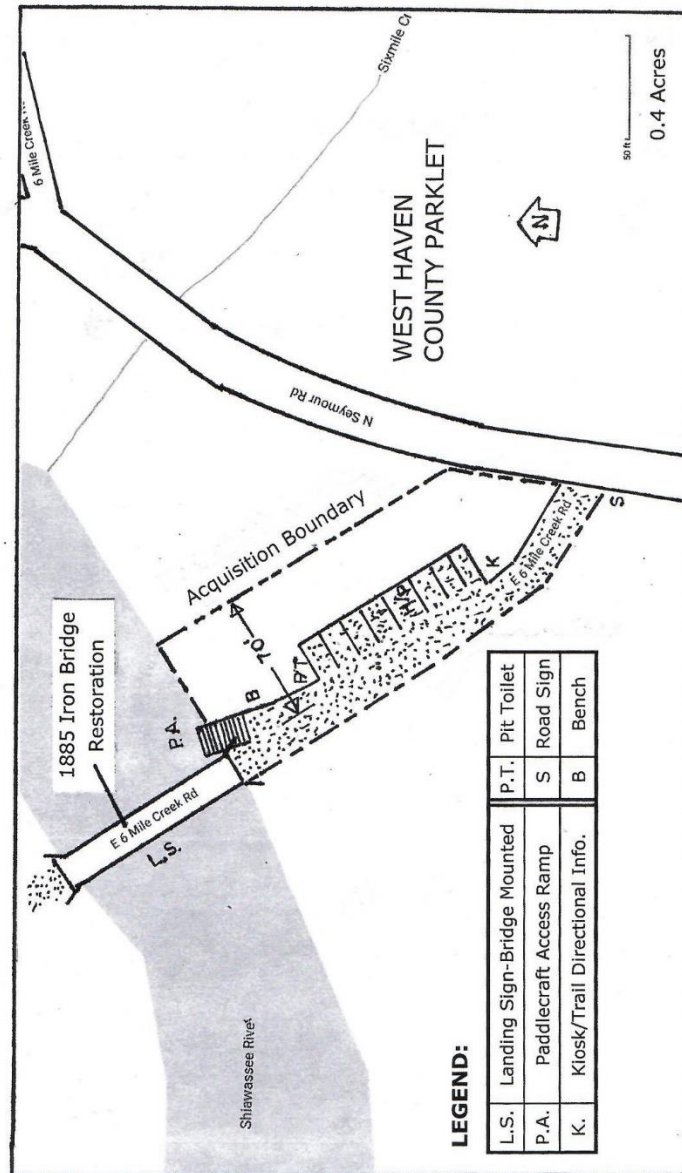 1885 Iron Bridge
Restoration
P.A.
E 6 Mile Creek Rd
L.S.
Shiawassee River
Acquisition Boundary
70'
B
P.T.
K
E 6 Mile Creek Rd
S
N Seymour Rd
6 Mile Creek
Sixmile Cr
WEST HAVEN
COUNTY PARKLET
N
50 ft
0.4 Acres
LEGEND:
L.S. Landing Sign-Bridge Mounted P.T. Pit Toilet
P.A. Paddlecraft Access Ramp S Road Sign
K. Kiosk/Trail Directional Info. B Bench